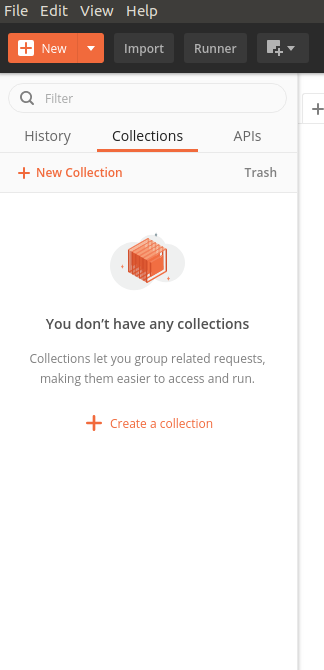 File Edit View Help
New Import Runner
Filter
History Collections APIs
New Collection Trash
You don’t have any collections
Collections let you group related requests,
making them easier to access and run.
Create a collection